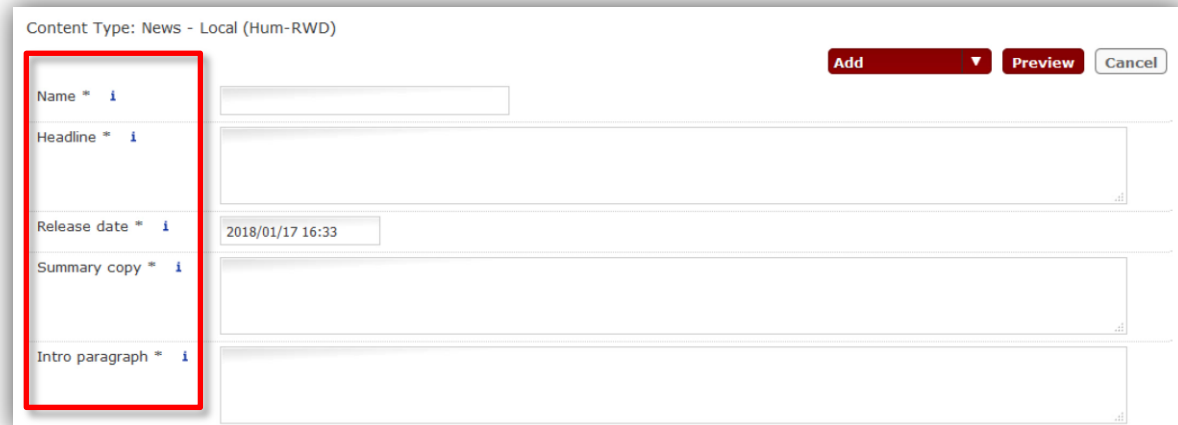 Content Type: News - Local (Hum-RWD)
Add ▼ Preview Cancel
Name * i
Headline * i
Release date * i 2018/01/17 16:33
Summary copy * i
Intro paragraph * i